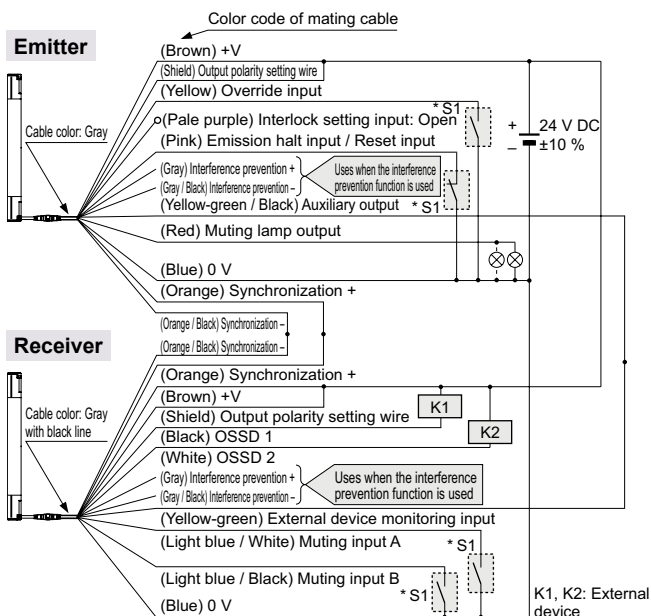 Color code of mating cable
Emitter
(Brown) +V
(Shield) Output polarity setting wire
(Yellow) Override input
* S1
(Pale purple) Interlock setting input: Open
+
24 V DC
Cable color: Gray
(Pink) Emission halt input / Reset input
–
±10 %
(Gray) Interference prevention +
Uses when the interference
(Gray / Black) Interference prevention –
prevention function is used
(Yellow-green / Black) Auxiliary output
* S1
(Red) Muting lamp output
(Blue) 0 V
(Orange) Synchronization +
(Orange / Black) Synchronization –
Receiver
(Orange / Black) Synchronization –
(Orange) Synchronization +
(Brown) +V
K1
Cable color: Gray
with black line
(Shield) Output polarity setting wire
(Black) OSSD 1
K2
(White) OSSD 2
(Gray) Interference prevention +
Uses when the interference
(Gray / Black) Interference prevention –
prevention function is used
(Yellow-green) External device monitoring input
(Light blue / White) Muting input A
* S1
(Light blue / Black) Muting input B
* S1
K1, K2: External
device
(Blue) 0 V